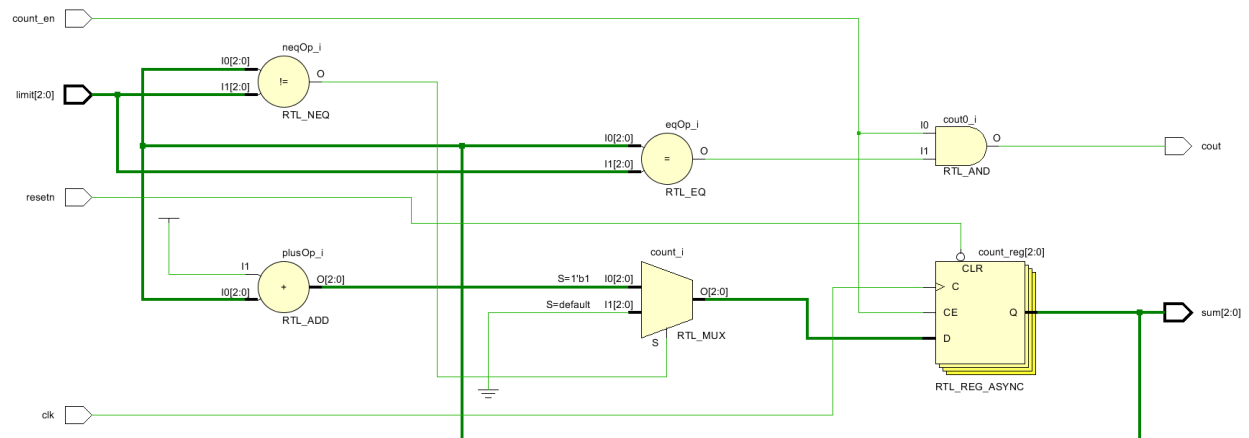 count_en
neqOp_i
I0[2:0]
O
!=
limit[2:0]
I1[2:0]
RTL_NEQ
eqOp_i
cout0_i
I0
I0[2:0]
O
O
=
I1
cout
I1[2:0]
RTL_EQ
RTL_AND
resetn
plusOp_i
count_i
count_reg[2:0]
I1
CLR
O[2:0]
S=1'b1
I0[2:0]
C
+
I0[2:0]
O[2:0]
S=default
I1[2:0]
CE
Q
sum[2:0]
RTL_ADD
S
RTL_MUX
D
RTL_REG_ASYNC
clk